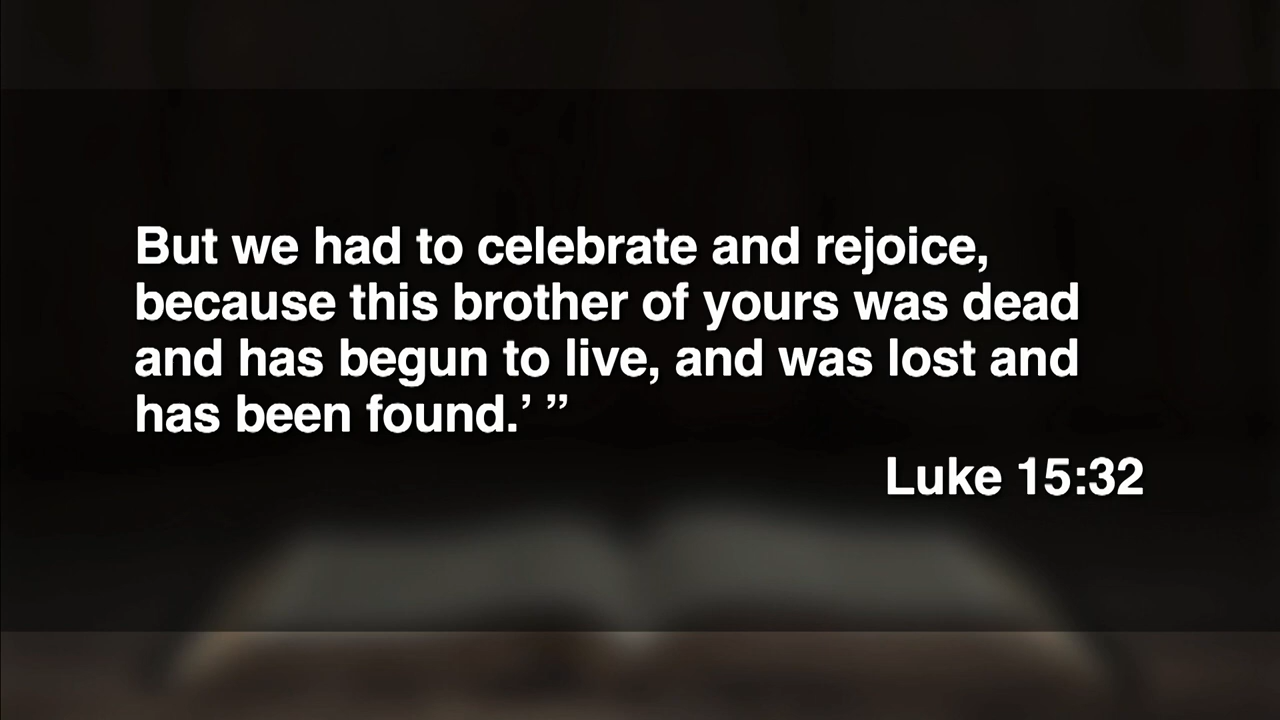 But we had to celebrate and rejoice,
because this brother of yours was dead
and has begun to live, and was lost and
has been found.’ ”
Luke 15:32